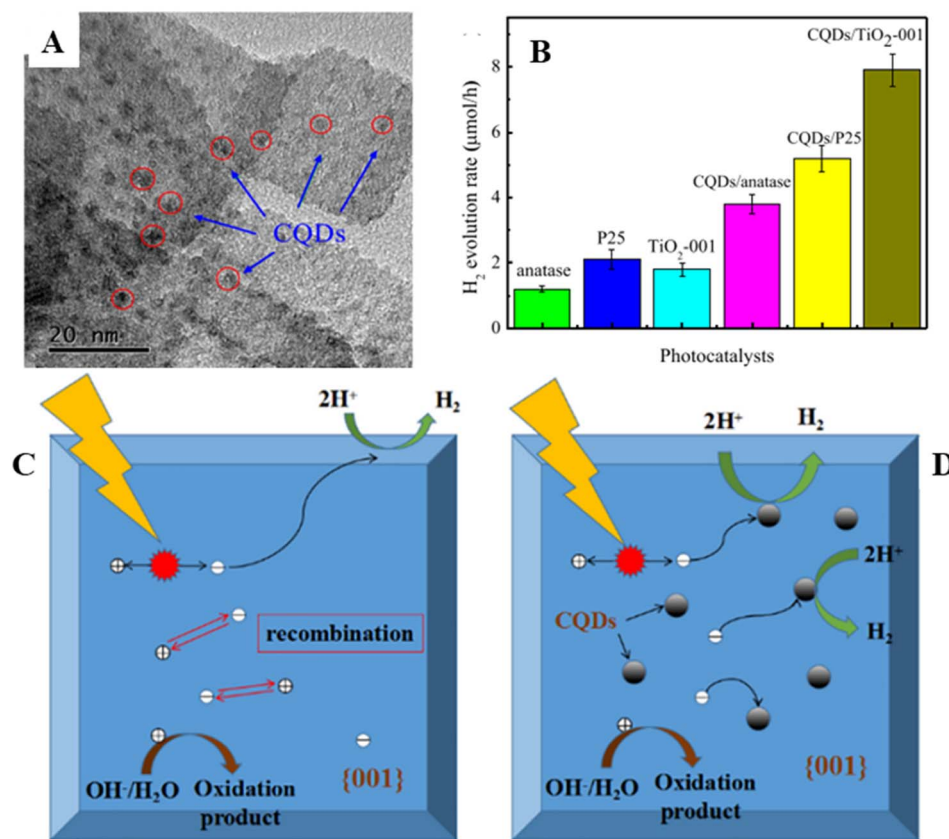 A
CQDs
20 nm
B
H₂ evolution rate (μmol/h)
8
6
4
2
0
anatase
P25
TiO₂-001
CQDs/anatase
CQDs/P25
CQDs/TiO₂-001
Photocatalysts
C
2H⁺
H₂
recombination
OH⁻/H₂O
Oxidation
product
{001}
D
2H⁺
H₂
2H⁺
H₂
CQDs
OH⁻/H₂O
Oxidation
product
{001}